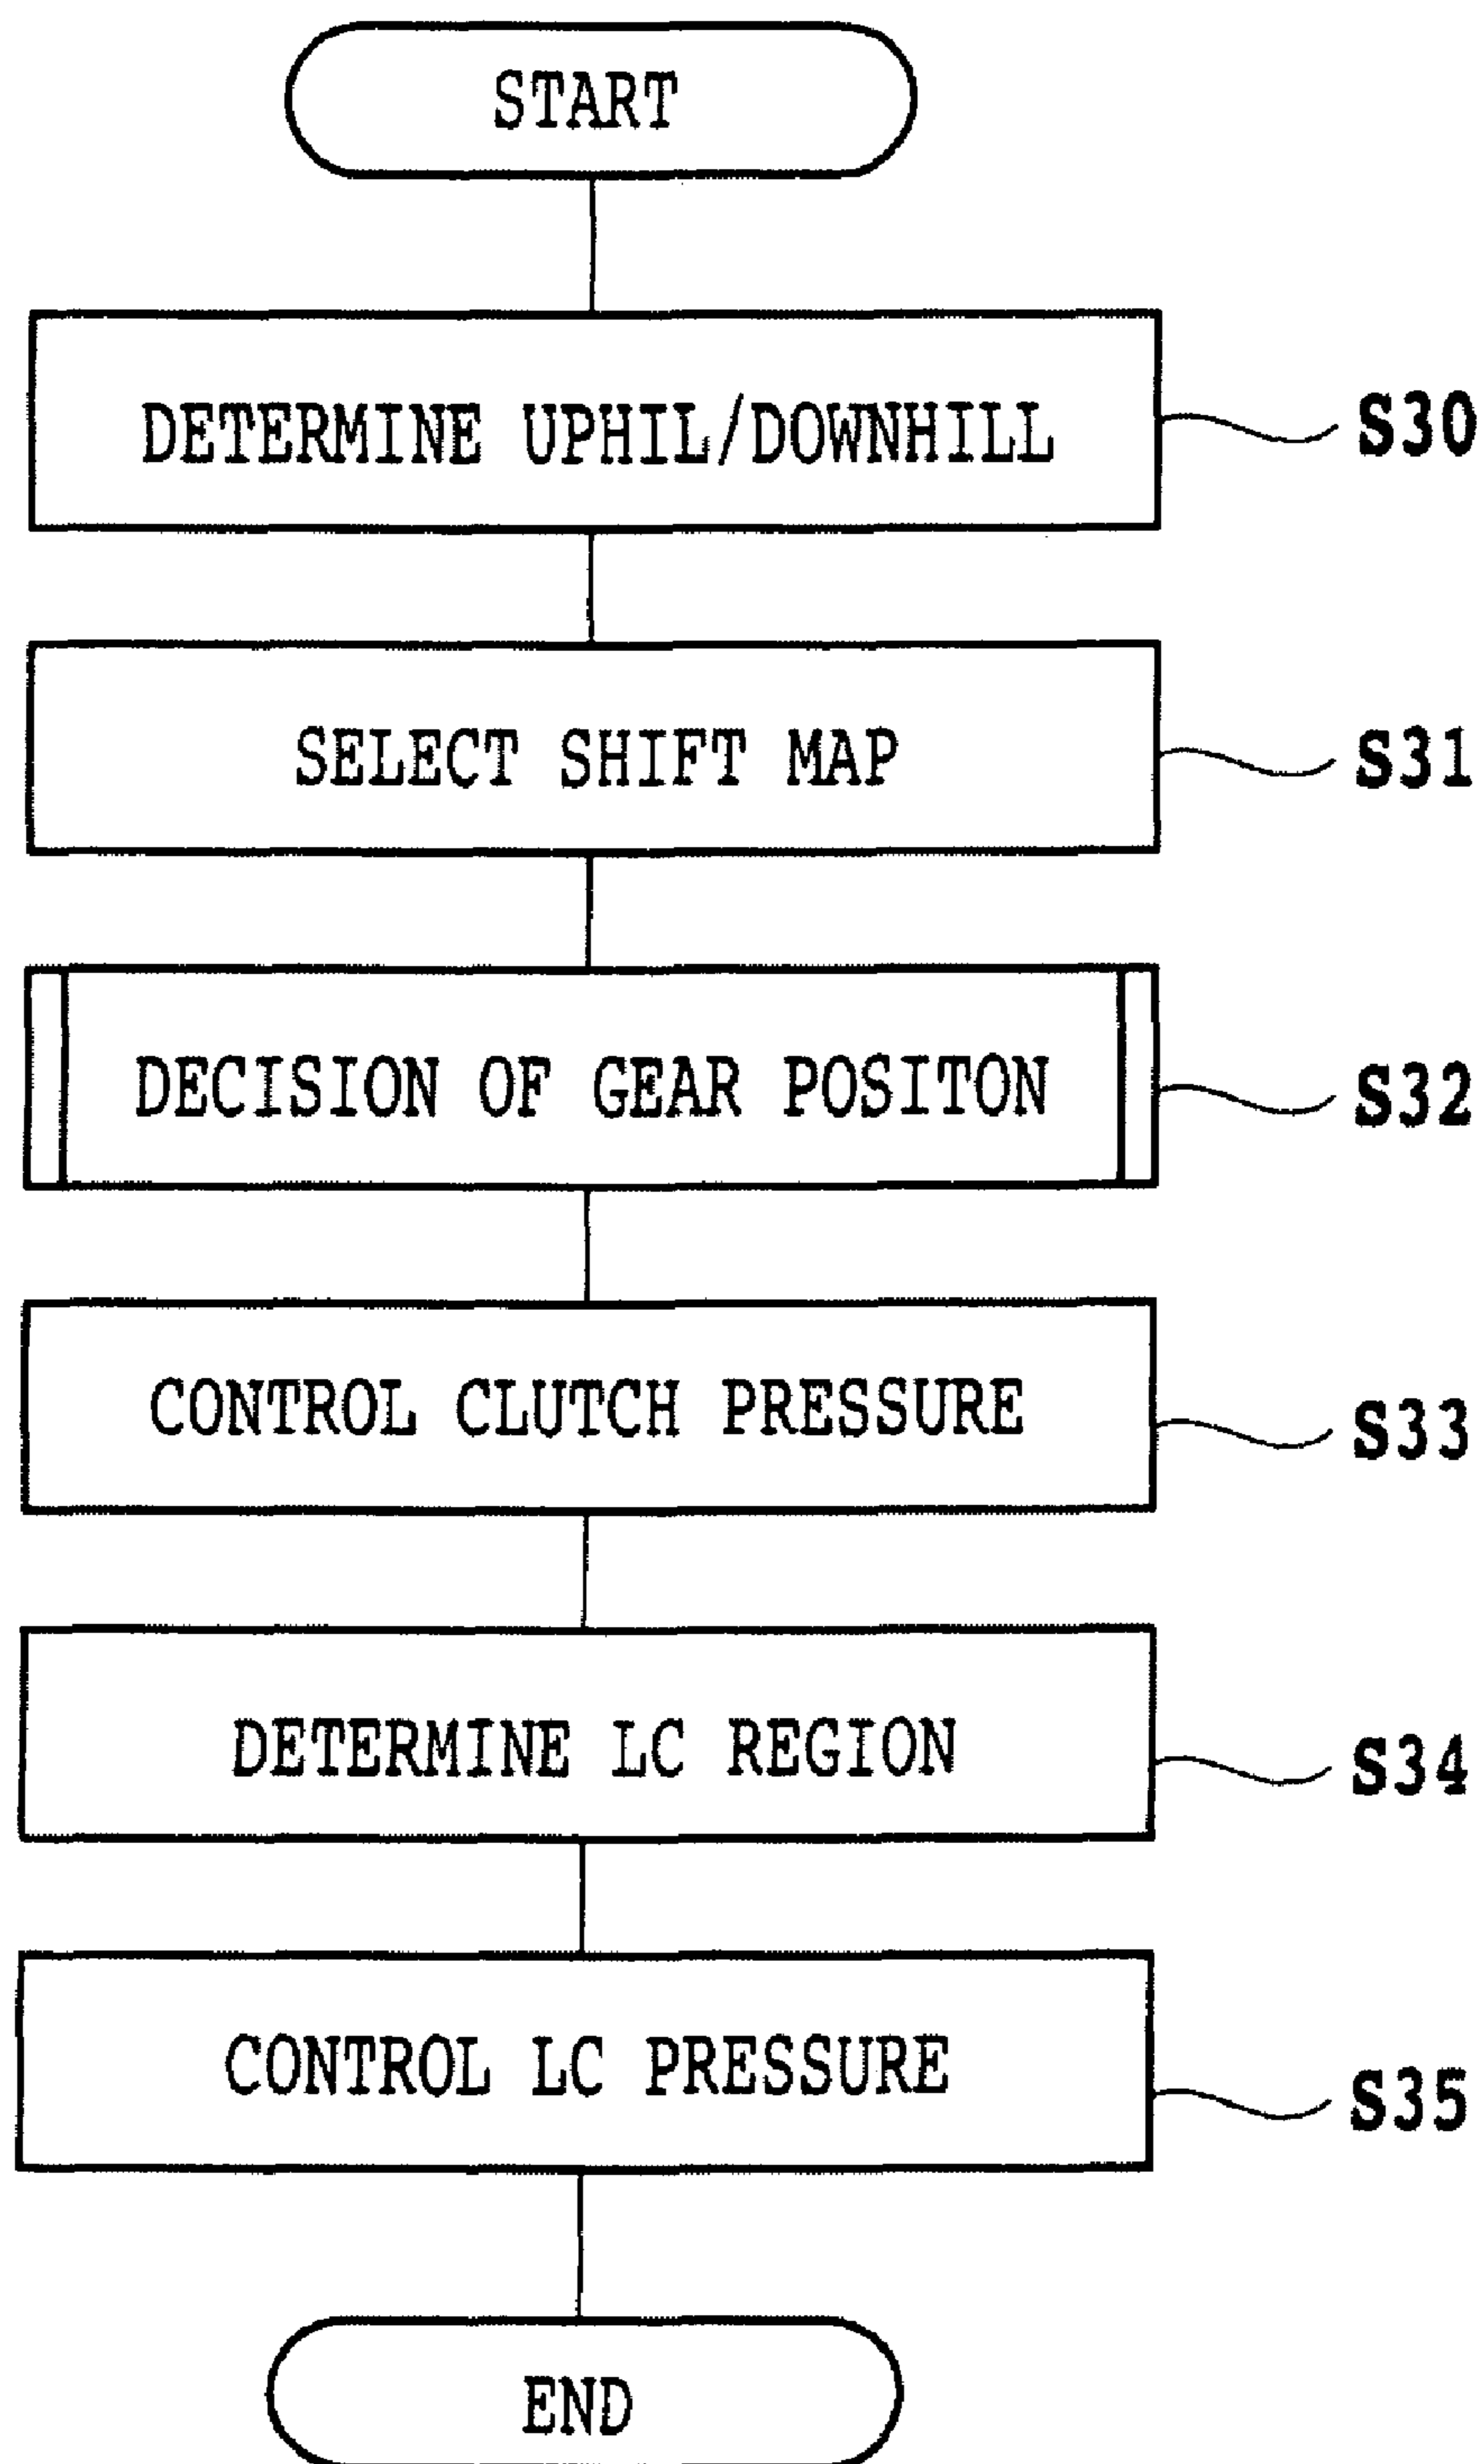 START
DETERMINE UPHIL/DOWNHILL
S30
SELECT SHIFT MAP
S31
DECISION OF GEAR POSITON
S32
CONTROL CLUTCH PRESSURE
S33
DETERMINE LC REGION
S34
CONTROL LC PRESSURE
S35
END